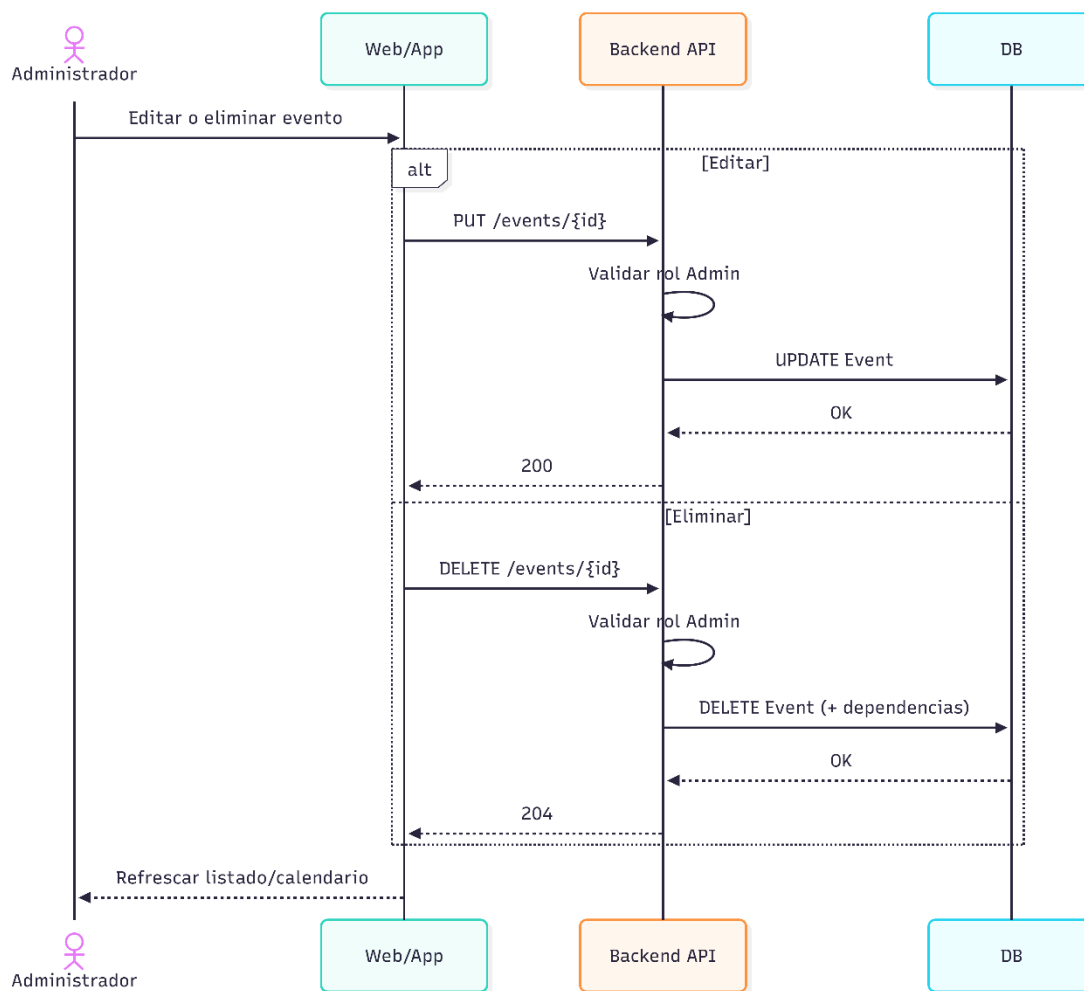 Administrador
Web/App
Backend API
DB
Editar o eliminar evento
alt
[Editar]
PUT /events/{id}
Validar rol Admin
UPDATE Event
OK
200
[Eliminar]
DELETE /events/{id}
Validar rol Admin
DELETE Event (+ dependencias)
OK
204
Refrescar listado/calendario
Administrador
Web/App
Backend API
DB